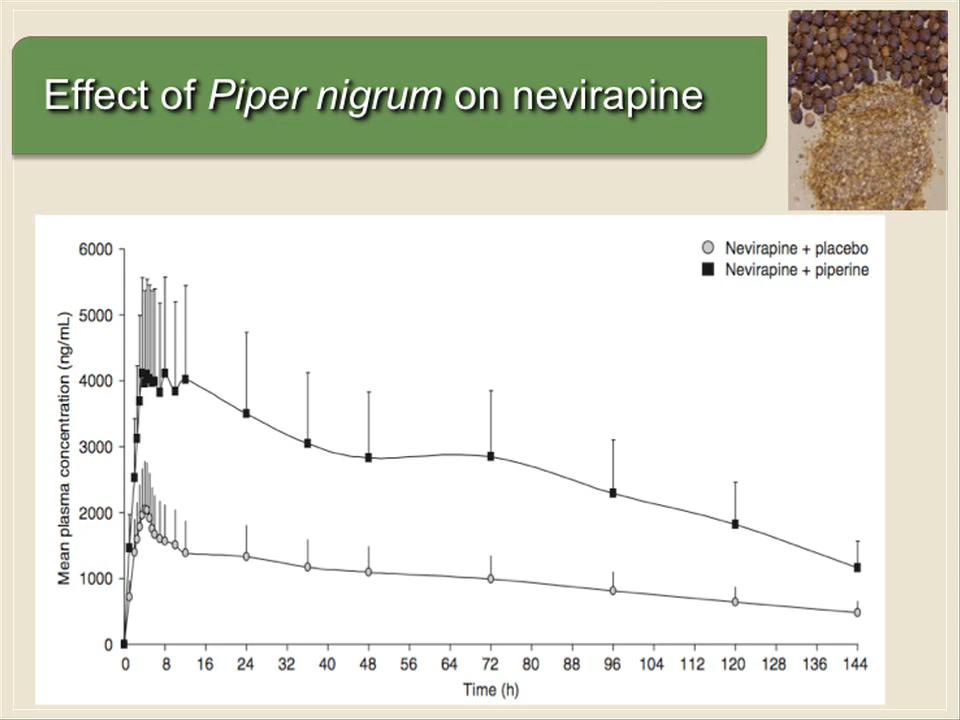 Effect of Piper nigrum on nevirapine
Nevirapine + placebo
Nevirapine + piperine
Mean plasma concentration (ng/mL)
6000
5000
4000
3000
2000
1000
0
0 8 16 24 32 40 48 56 64 72 80 88 96 104 112 120 128 136 144
Time (h)